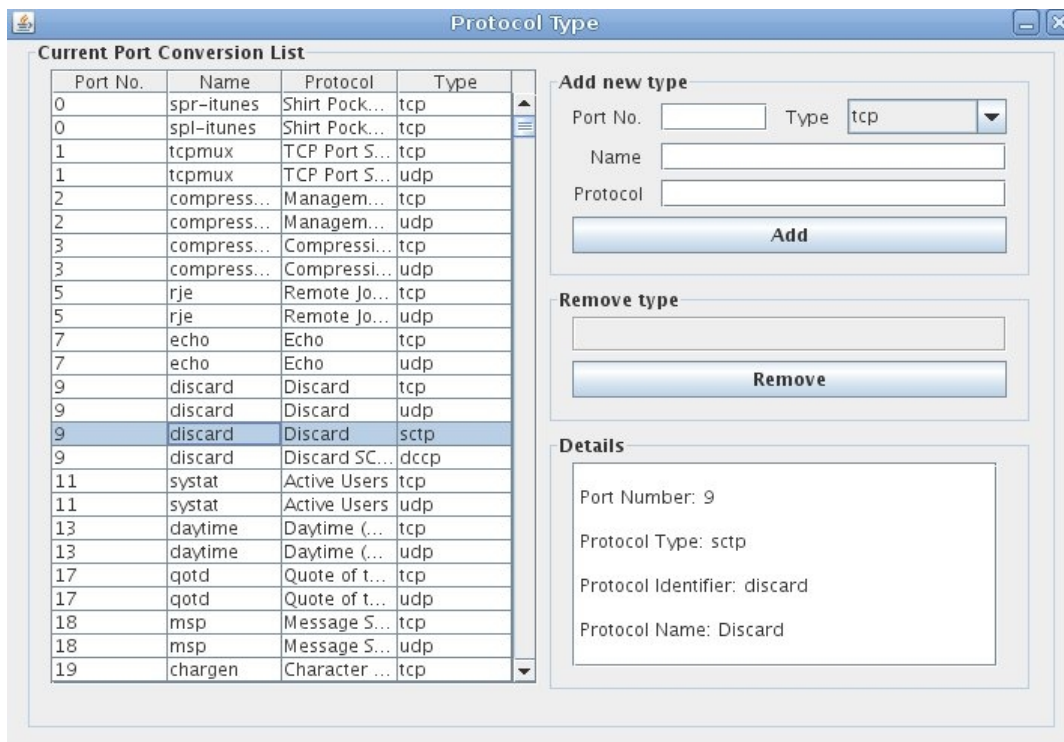 Protocol Type
Current Port Conversion List
Port No. Name Protocol Type
0 spr-itunes Shirt Pock... tcp
0 spl-itunes Shirt Pock... tcp
1 tcpmux TCP Port S... tcp
1 tcpmux TCP Port S... udp
2 compress... Managem... tcp
2 compress... Managem... udp
3 compress... Compressi... tcp
3 compress... Compressi... udp
5 rje Remote Jo... tcp
5 rje Remote Jo... udp
7 echo Echo tcp
7 echo Echo udp
9 discard Discard tcp
9 discard Discard udp
9 discard Discard sctp
9 discard Discard SC... dccp
11 systat Active Users tcp
11 systat Active Users udp
13 daytime Daytime (... tcp
13 daytime Daytime (... udp
17 qotd Quote of t... tcp
17 qotd Quote of t... udp
18 msp Message S... tcp
18 msp Message S... udp
19 chargen Character ... tcp
Add new type
Port No. Type tcp
Name
Protocol
Add
Remove type
Remove
Details
Port Number: 9
Protocol Type: sctp
Protocol Identifier: discard
Protocol Name: Discard